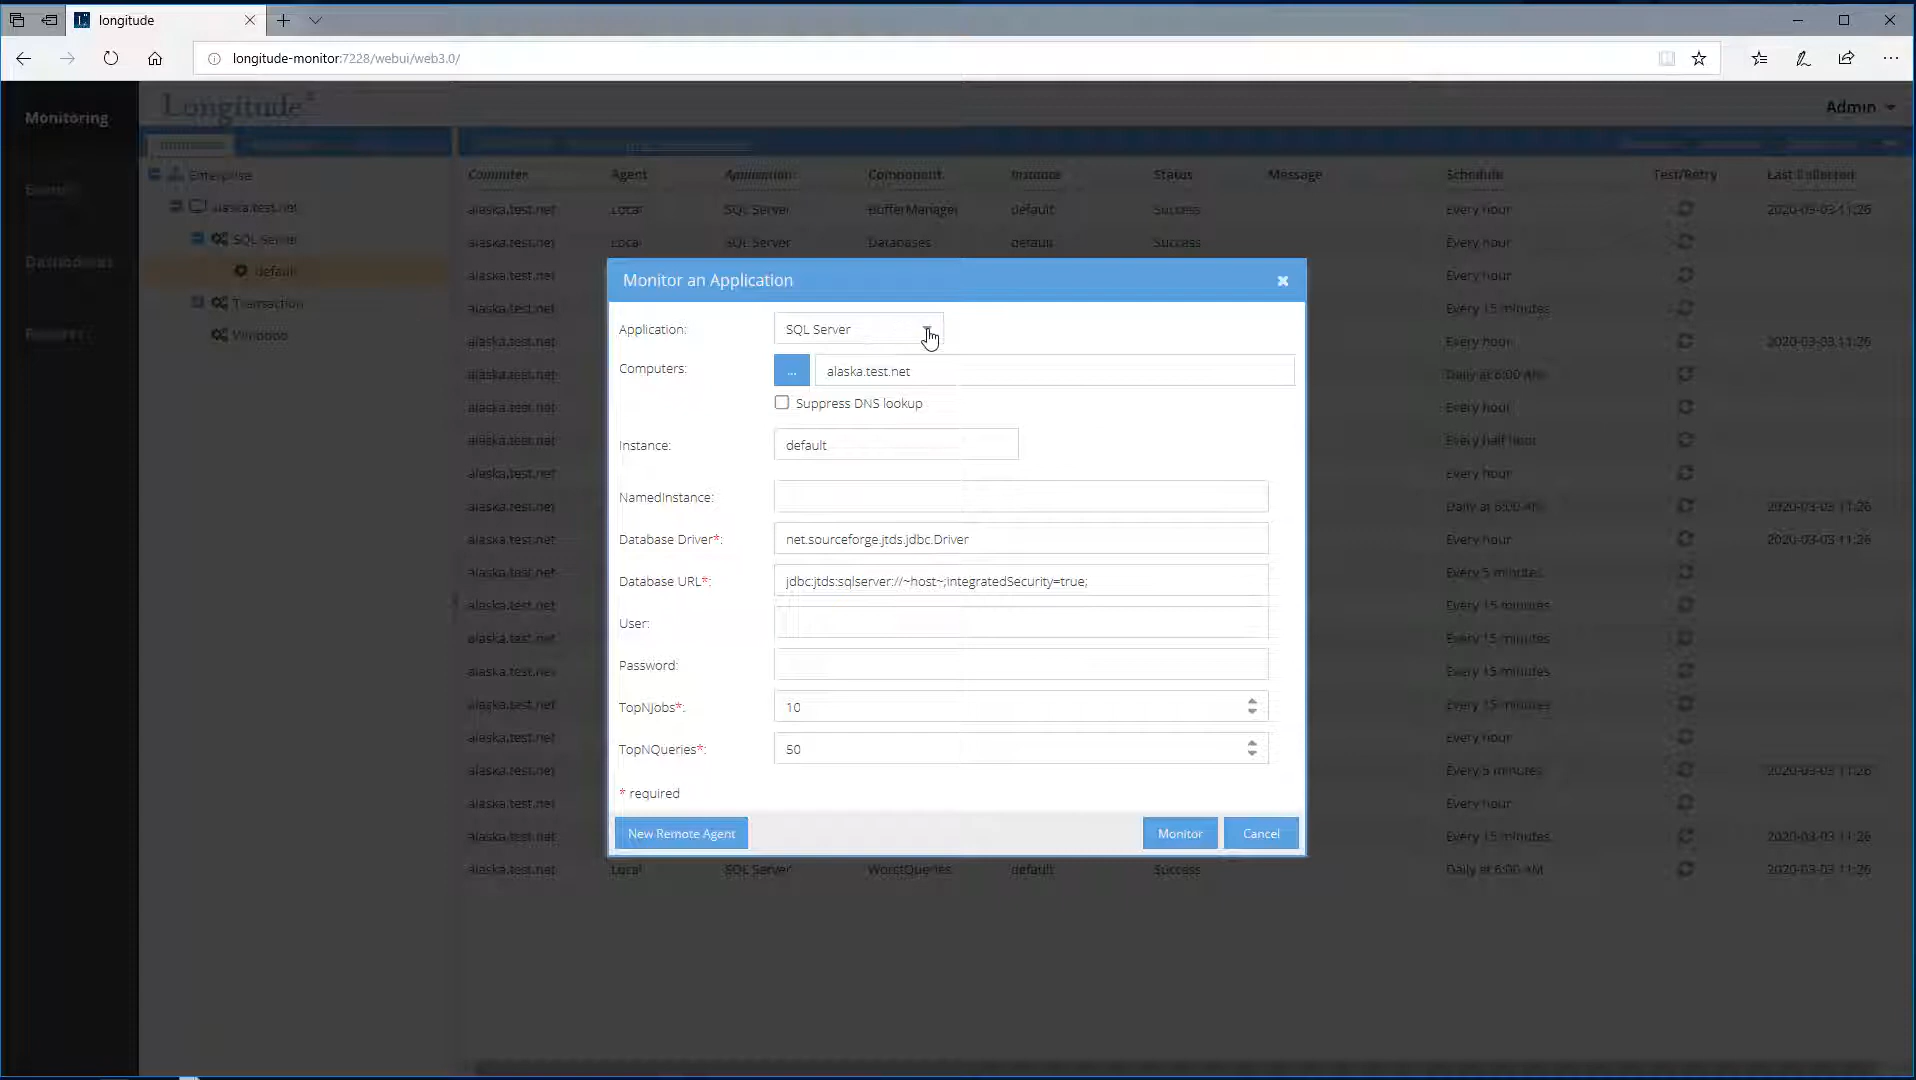 longitude
longitude-monitor:7228/webui/web3.0/
Monitoring
Longitude
Admin
Enterprise
alaska.test.net
SQL Server
default
Transaction
Windows
Computer Agent Application Component Instance Status Message Schedule Test/Retry Last Collected
alaska.test.net Local SQL Server BufferManager default Success Every hour 2020-03-03 11:26
alaska.test.net Local SQL Server Databases default Success Every hour
alaska.test.net Every hour
alaska.test.net Every 15 minutes
alaska.test.net Every hour 2020-03-03 11:26
alaska.test.net Daily at 6:00 AM
alaska.test.net Every hour
alaska.test.net Every half hour
alaska.test.net Every hour
alaska.test.net Daily at 6:00 AM 2020-03-03 11:26
alaska.test.net Every hour 2020-03-03 11:26
alaska.test.net Every 5 minutes
alaska.test.net Every 15 minutes
alaska.test.net Every 15 minutes
alaska.test.net Every 15 minutes
alaska.test.net Every 15 minutes
alaska.test.net Every hour
alaska.test.net Every 5 minutes 2020-03-03 11:26
alaska.test.net Every hour
alaska.test.net Every 15 minutes 2020-03-03 11:26
alaska.test.net Local SQL Server WorstQueries default Success Daily at 6:00 AM 2020-03-03 11:26
Monitor an Application
Application: SQL Server
Computers: ... alaska.test.net
Suppress DNS lookup
Instance: default
NamedInstance:
Database Driver*: net.sourceforge.jtds.jdbc.Driver
Database URL*: jdbc:jtds:sqlserver://~host~;integratedSecurity=true;
User:
Password:
TopNJobs*: 10
TopNQueries*: 50
* required
New Remote Agent Monitor Cancel